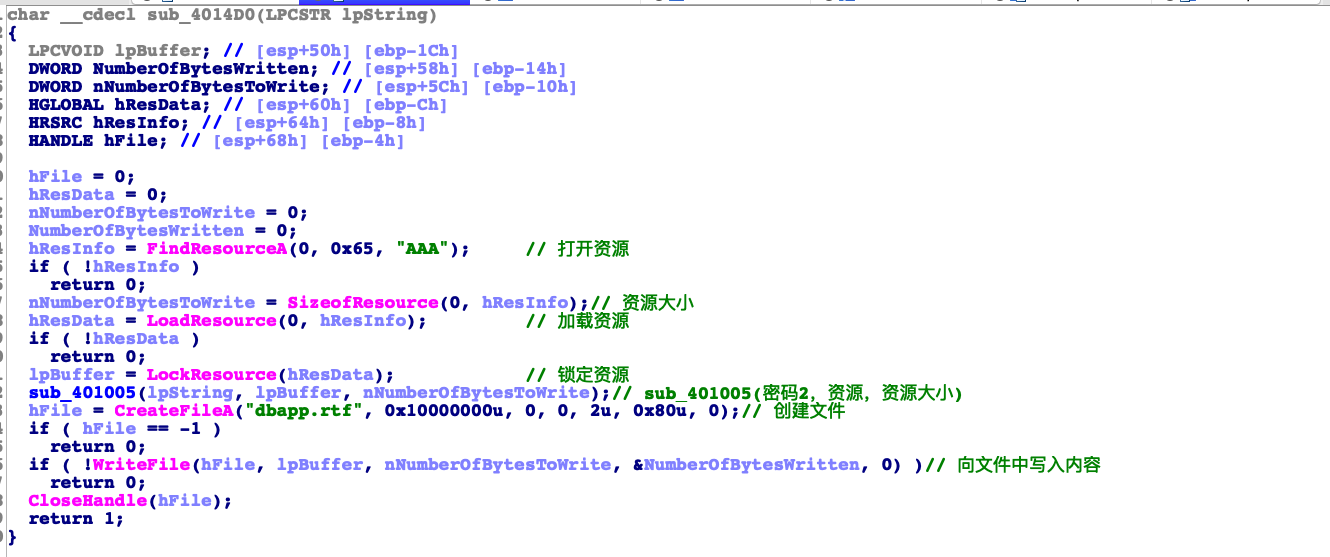 char __cdecl sub_4014D0(LPCSTR lpString)
{
  LPCVOID lpBuffer; // [esp+50h] [ebp-1Ch]
  DWORD NumberOfBytesWritten; // [esp+58h] [ebp-14h]
  DWORD nNumberOfBytesToWrite; // [esp+5Ch] [ebp-10h]
  HGLOBAL hResData; // [esp+60h] [ebp-Ch]
  HRSRC hResInfo; // [esp+64h] [ebp-8h]
  HANDLE hFile; // [esp+68h] [ebp-4h]

  hFile = 0;
  hResData = 0;
  nNumberOfBytesToWrite = 0;
  NumberOfBytesWritten = 0;
  hResInfo = FindResourceA(0, 0x65, "AAA");     // 打开资源
  if ( !hResInfo )
    return 0;
  nNumberOfBytesToWrite = SizeofResource(0, hResInfo);// 资源大小
  hResData = LoadResource(0, hResInfo);         // 加载资源
  if ( !hResData )
    return 0;
  lpBuffer = LockResource(hResData);            // 锁定资源
  sub_401005(lpString, lpBuffer, nNumberOfBytesToWrite);// sub_401005(密码2，资源，资源大小)
  hFile = CreateFileA("dbapp.rtf", 0x10000000u, 0, 0, 2u, 0x80u, 0);// 创建文件
  if ( hFile == -1 )
    return 0;
  if ( !WriteFile(hFile, lpBuffer, nNumberOfBytesToWrite, &NumberOfBytesWritten, 0) )// 向文件中写入内容
    return 0;
  CloseHandle(hFile);
  return 1;
}